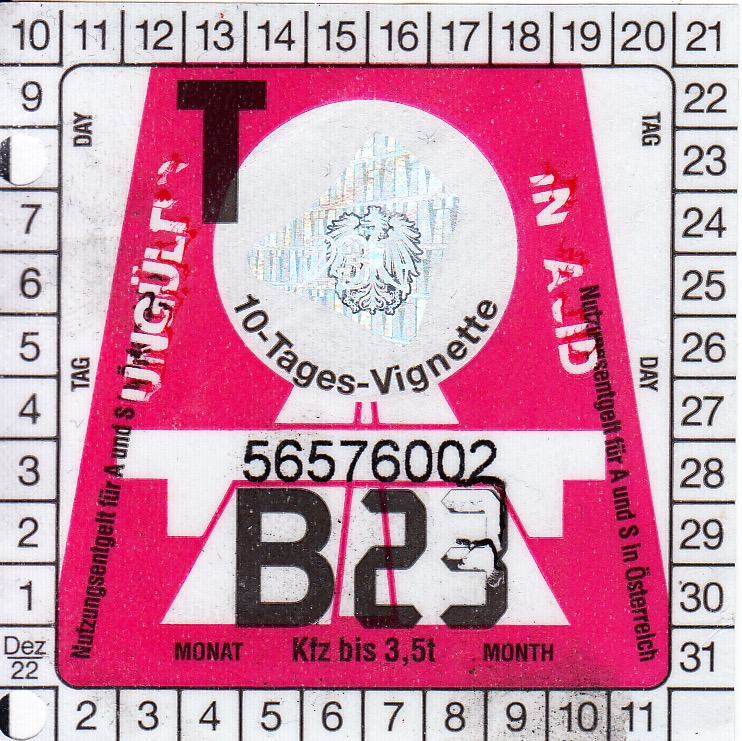 10 11 12 13 14 15 16 17 18 19 20 21
9 22
T
DAY TAG
23
7 24
6 25
5 26
4 27
3 28
2 29
1 30
Dez
22
31
2 3 4 5 6 7 8 9 10 11
UNGÜLT
IN
10-Tages-Vignette
TAG DAY
Nutzungsentgelt für A und S
Nutzungsentgelt für A und S in Österreich
56576002
B23
MONAT Kfz bis 3,5t MONTH